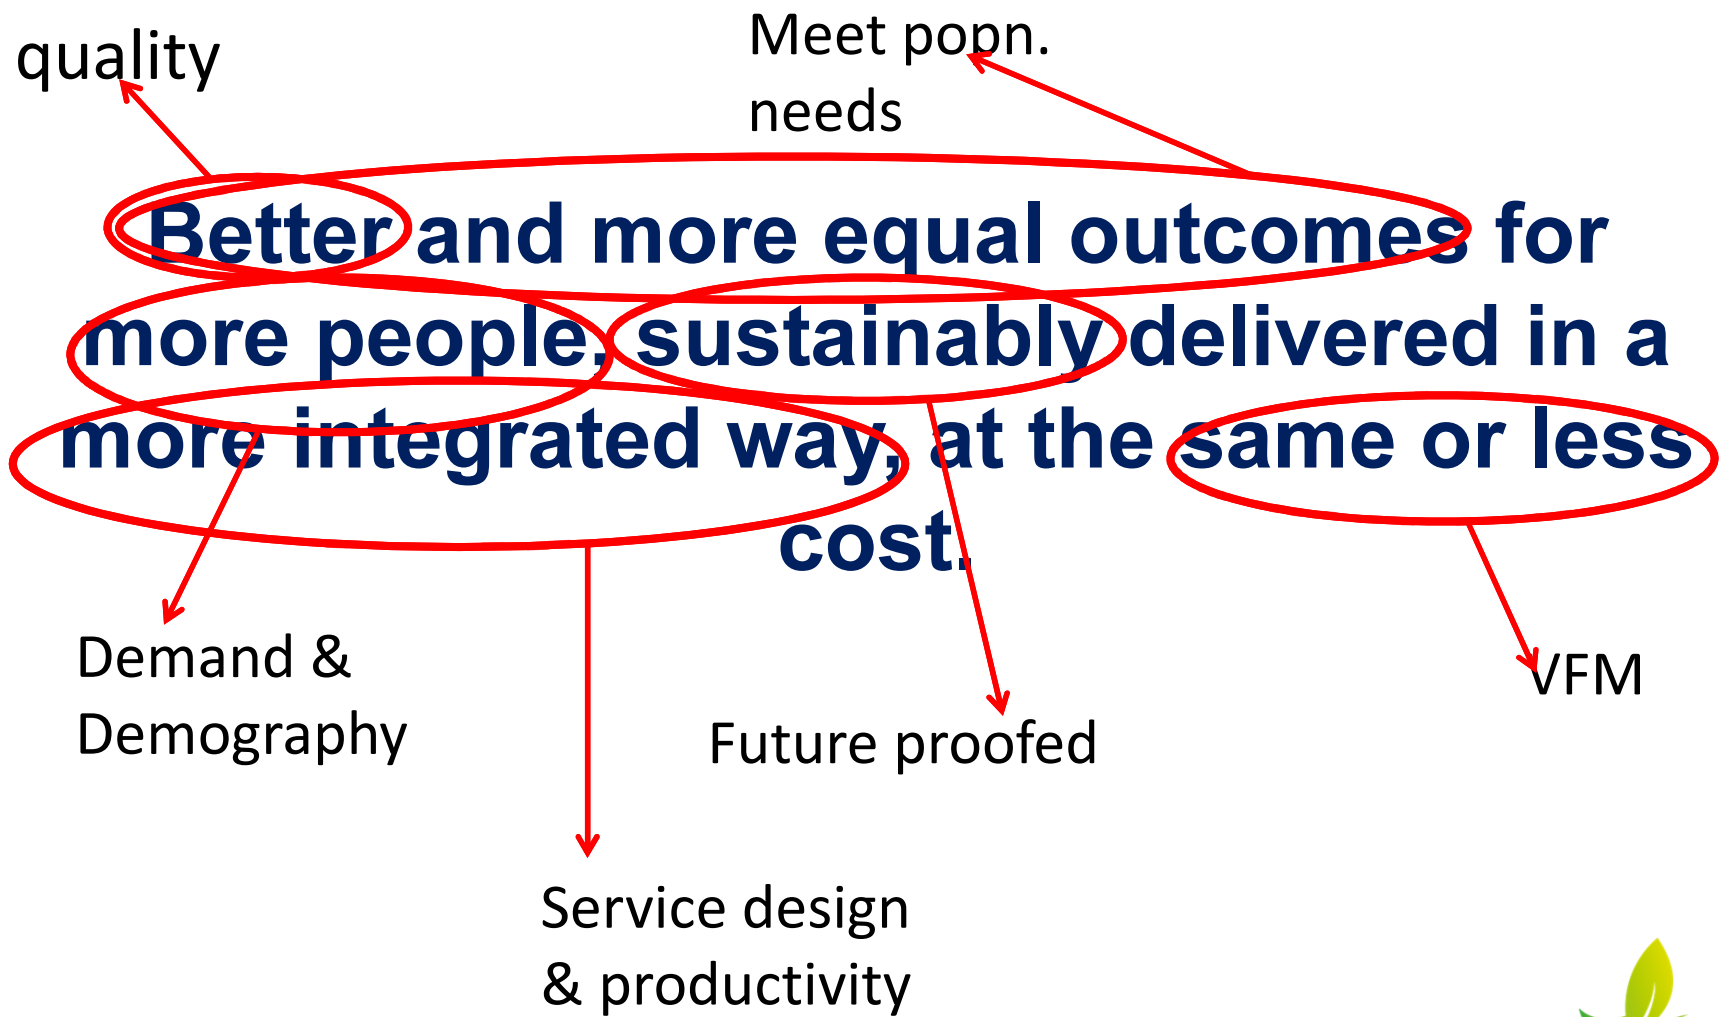 quality
Meet popn.
needs
Better and more equal outcomes for
more people, sustainably delivered in a
more integrated way, at the same or less
cost.
Demand &
Demography
VFM
Future proofed
Service design
& productivity